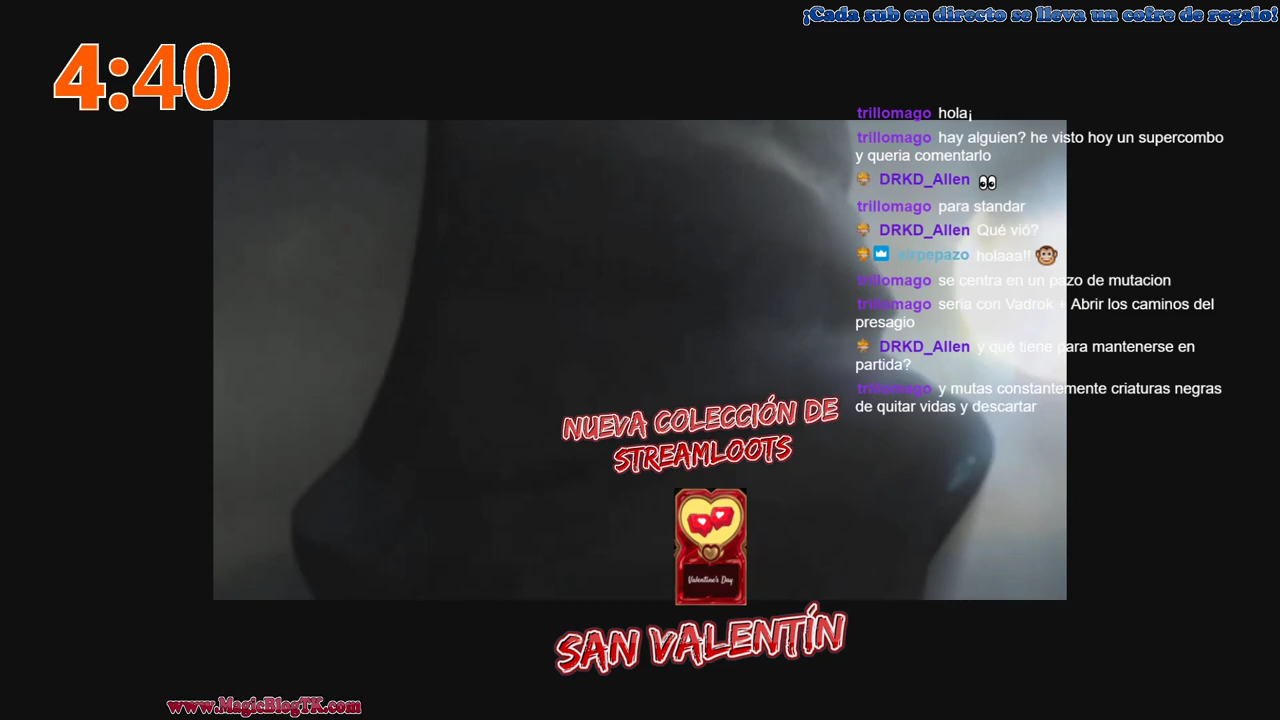 ¡Cada sub en directo se lleva un cofre de regalo!
4:40
trillomago hola¡
trillomago hay alguien? he visto hoy un supercombo
y queria comentarlo
DRKD_Allen
trillomago para standar
DRKD_Allen Qué vió?
sirpepazo holaaa!!
trillomago se centra en un pazo de mutacion
trillomago seria con Vadrok + Abrir los caminos del
presagio
DRKD_Allen y qué tiene para mantenerse en
partida?
trillomago y mutas constantemente criaturas negras
de quitar vidas y descartar
NUEVA COLECCIÓN DE
STREAMLOOTS
Valentine's Day
SAN VALENTÍN
www.MagicBlogTK.com